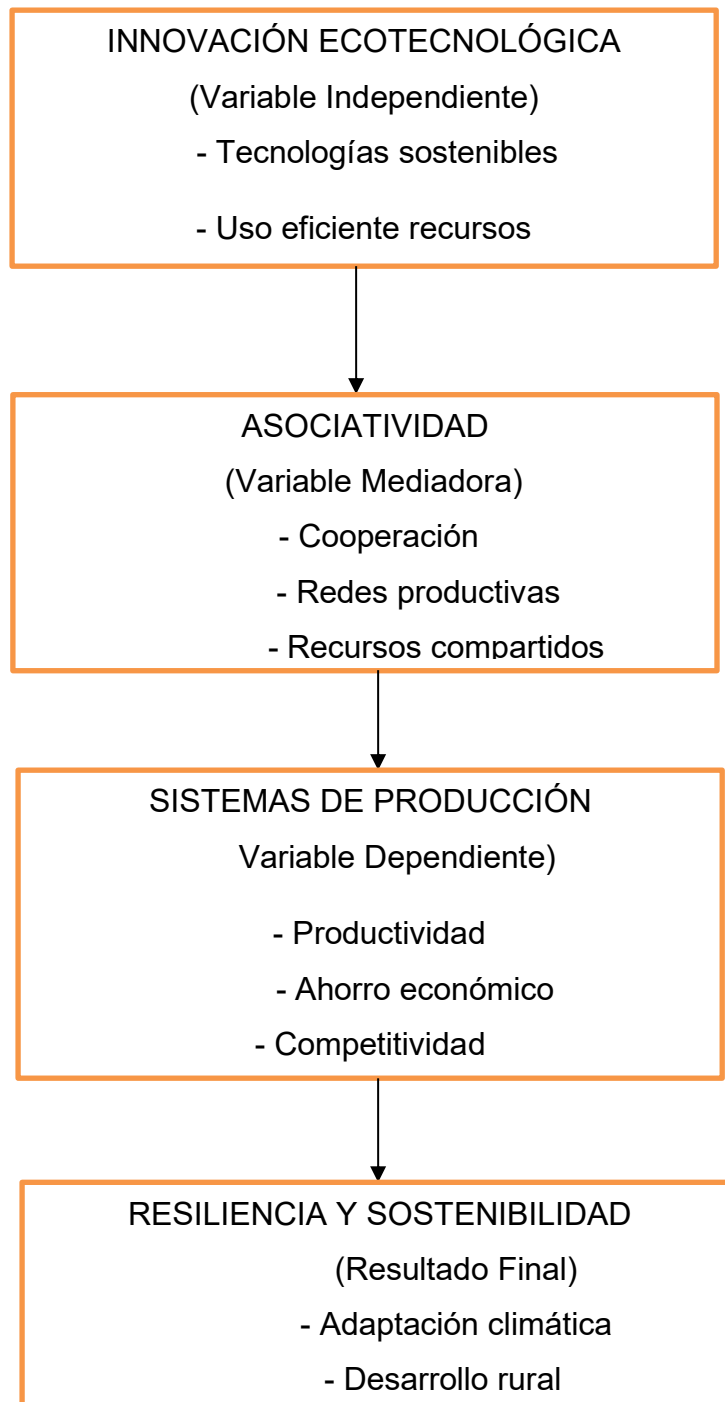 INNOVACIÓN ECOTECNOLÓGICA
(Variable Independiente)
- Tecnologías sostenibles
- Uso eficiente recursos
ASOCIATIVIDAD
(Variable Mediadora)
- Cooperación
- Redes productivas
- Recursos compartidos
SISTEMAS DE PRODUCCIÓN
Variable Dependiente)
- Productividad
- Ahorro económico
- Competitividad
RESILIENCIA Y SOSTENIBILIDAD
(Resultado Final)
- Adaptación climática
- Desarrollo rural